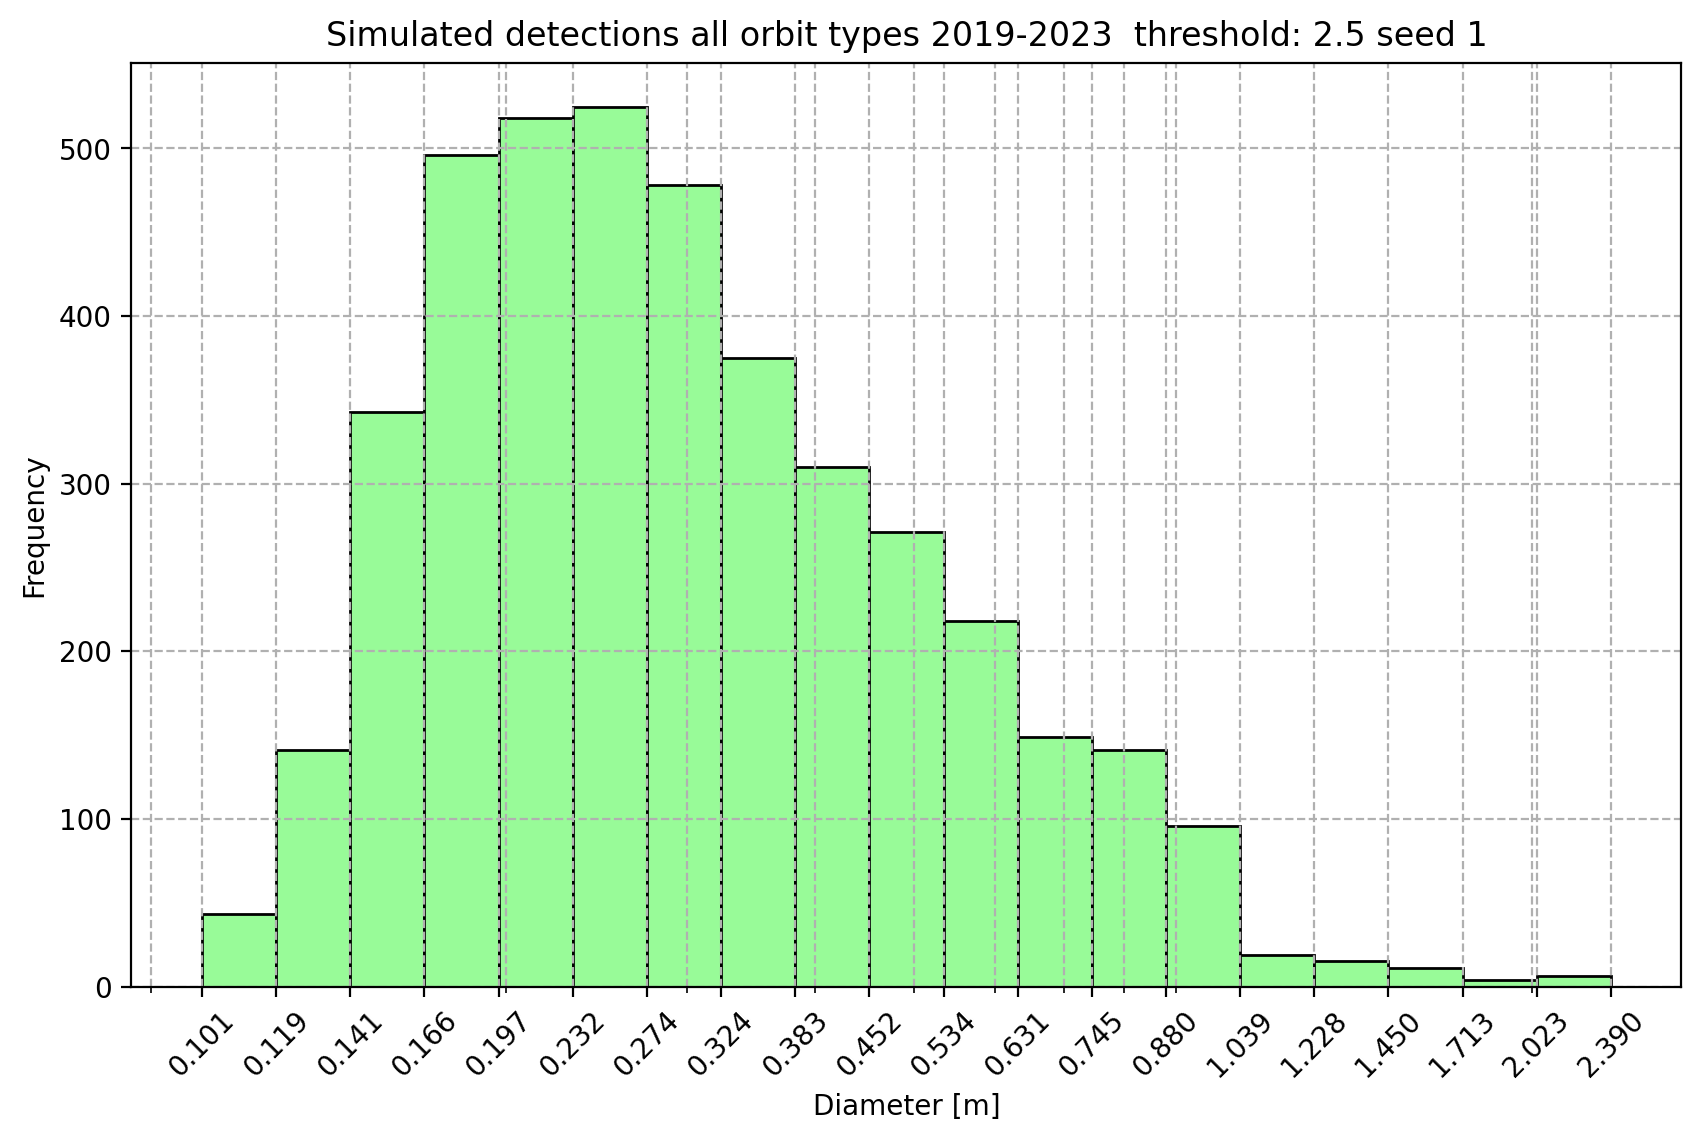 Simulated detections all orbit types 2019-2023  threshold: 2.5 seed 1
500
400
300
200
100
0
Frequency
0.101 0.119 0.141 0.166 0.197 0.232 0.274 0.324 0.383 0.452 0.534 0.631 0.745 0.880 1.039 1.228 1.450 1.713 2.023 2.390
Diameter [m]